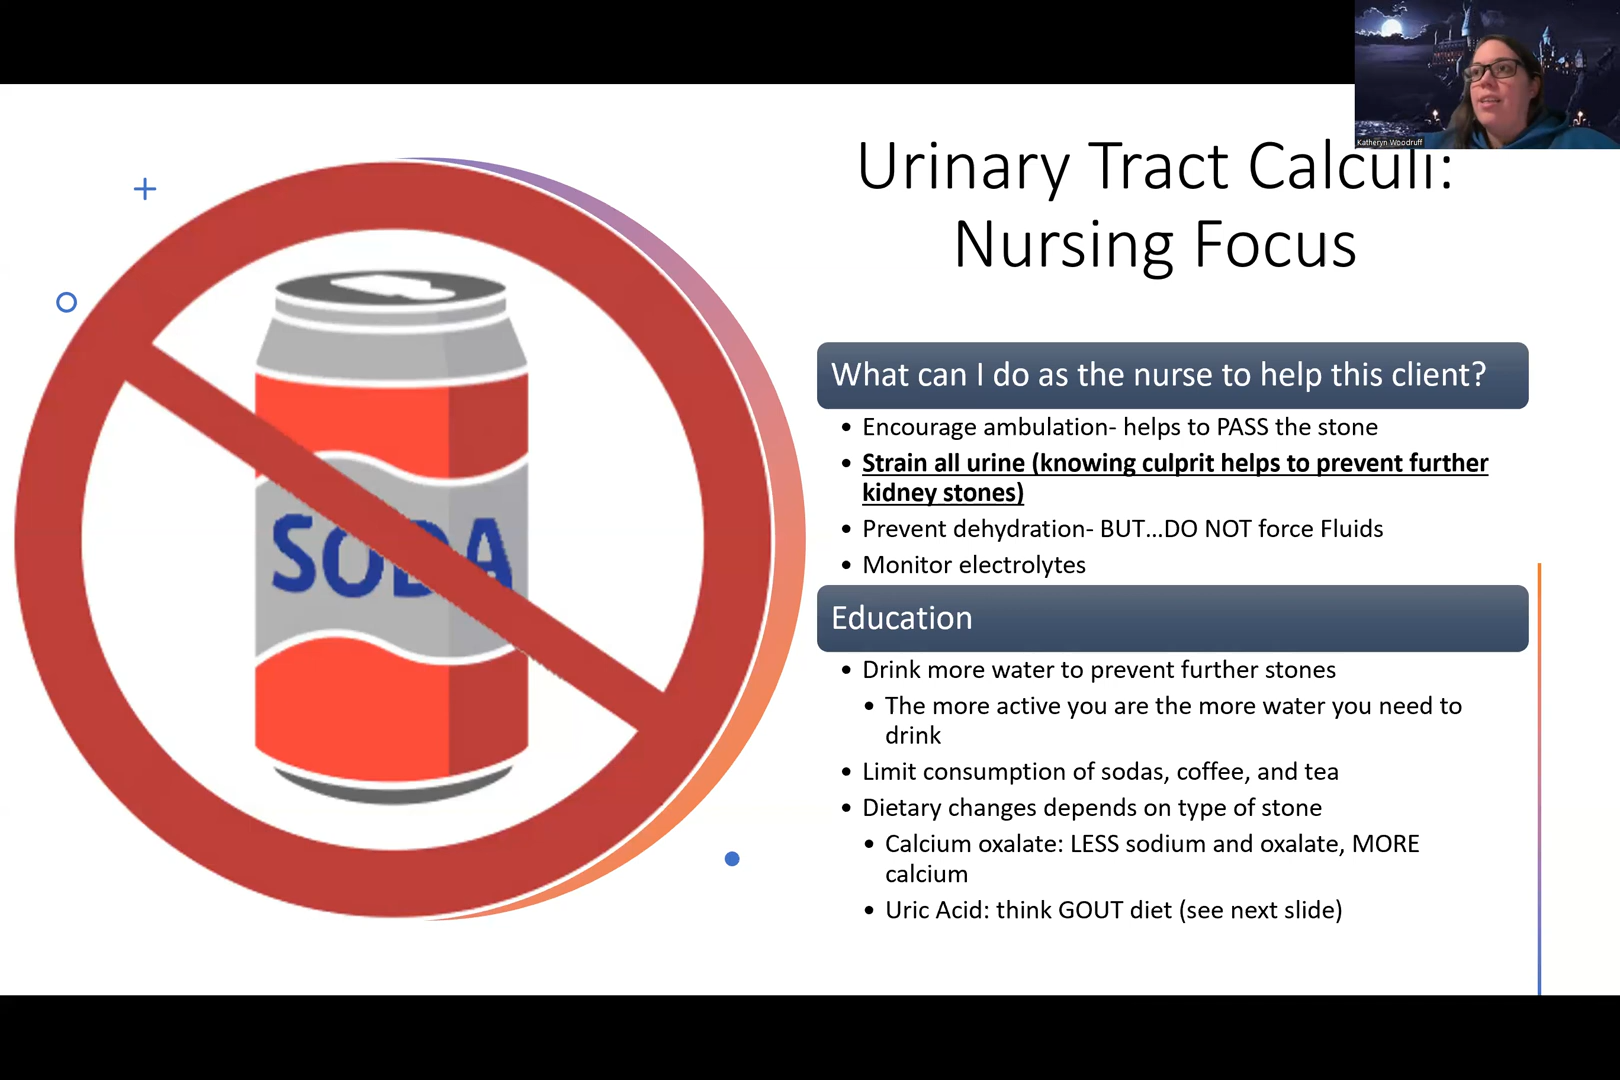 Katheryn Woodruff
Urinary Tract Calculi:
Nursing Focus
SODA
What can I do as the nurse to help this client?
• Encourage ambulation- helps to PASS the stone
• Strain all urine (knowing culprit helps to prevent further
kidney stones)
• Prevent dehydration- BUT...DO NOT force Fluids
• Monitor electrolytes
Education
• Drink more water to prevent further stones
• The more active you are the more water you need to
drink
• Limit consumption of sodas, coffee, and tea
• Dietary changes depends on type of stone
• Calcium oxalate: LESS sodium and oxalate, MORE
calcium
• Uric Acid: think GOUT diet (see next slide)